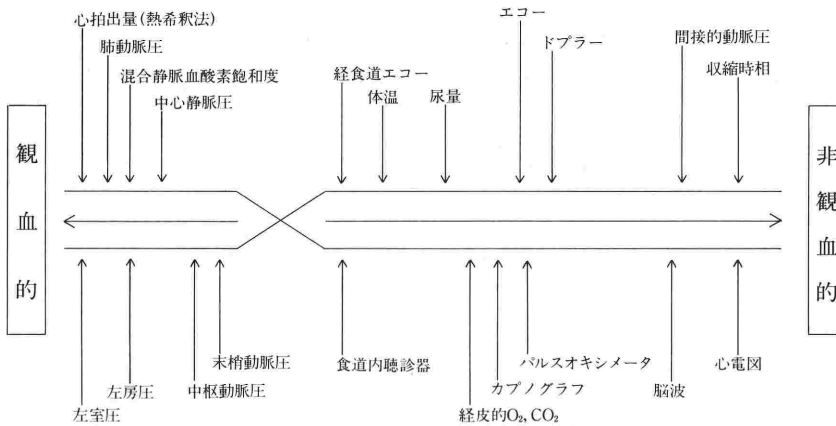 心拍出量(熱希釈法)
肺動脈圧
混合静脈血酸素飽和度
中心静脈圧
経食道エコー
体温
尿量
エコー
ドプラー
間接的動脈圧
収縮時相
観血的
非観血的
左室圧
左房圧
中枢動脈圧
末梢動脈圧
食道内聴診器
経皮的O₂, CO₂
カプノグラフ
パルスオキシメータ
脳波
心電図